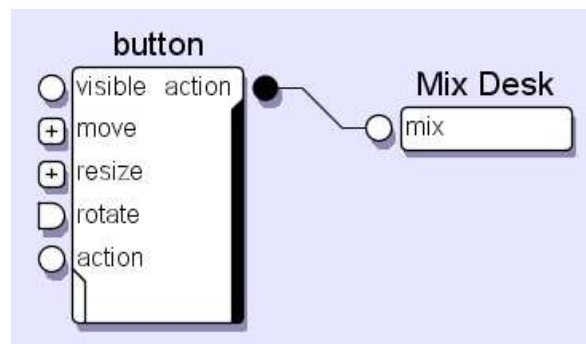 button
visible action
move
resize
rotate
action
Mix Desk
mix